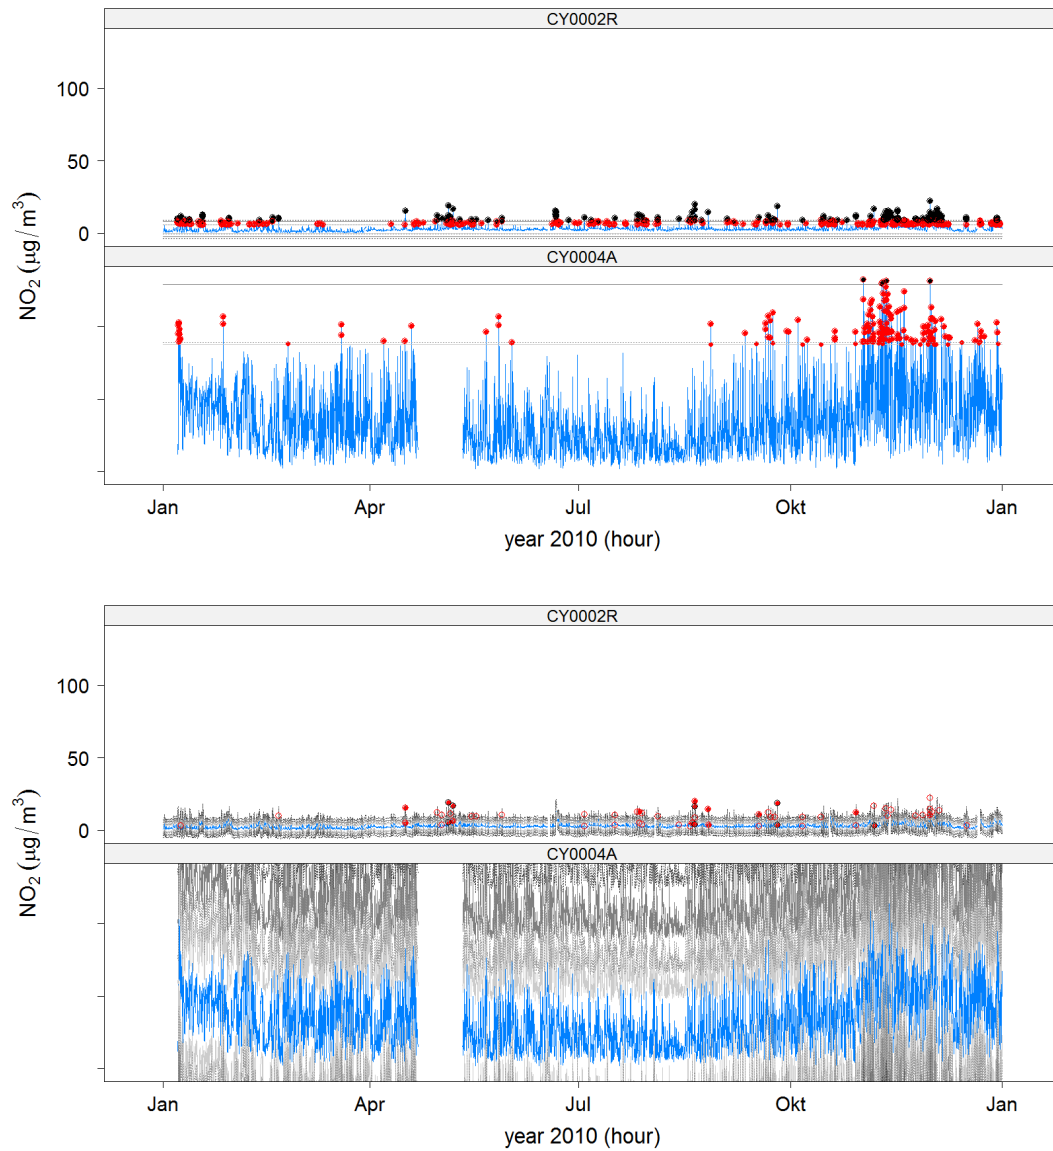 CY0002R
100
50
0
NO₂ (μg/m³)
CY0004A
Jan Apr Jul Okt Jan
year 2010 (hour)
CY0002R
100
50
0
NO₂ (μg/m³)
CY0004A
Jan Apr Jul Okt Jan
year 2010 (hour)